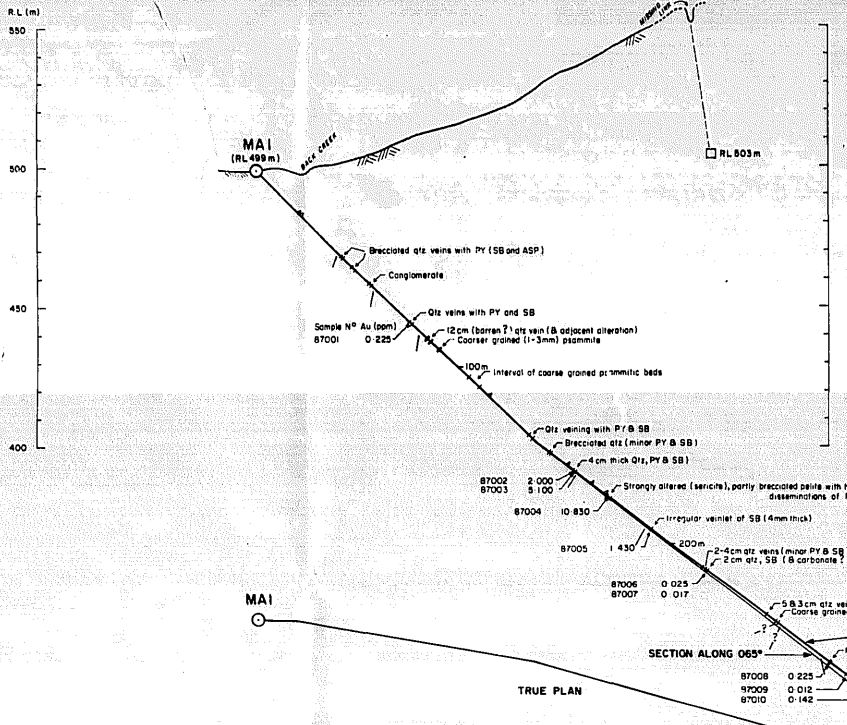 R.L (m)
550
500
450
400
MISSING LINK
RL 503 m
MA1
(RL 499 m)
BACK CREEK
Brecciated qtz veins with PY (SB and ASP)
Conglomerate
Qtz veins with PY and SB
Sample Nº Au (ppm)
87001 0·225
12cm (barren?) qtz vein (& adjacent alteration)
Coarser grained (1-3mm) psammite
100m
Interval of coarse grained psammitic beds
Qtz veining with PY & SB
Brecciated qtz (minor PY & SB)
4cm thick Qtz, PY & SB)
87002 2·000
87003 5·100
Strongly altered (sericite), partly brecciated pelite with
disseminations of
87004 10·830
Irregular veinlet of SB (4mm thick)
87005 1·430
200m
2-4cm qtz veins (minor PY & SB
2cm qtz, SB (& carbonate?
87006 0·025
87007 0·017
5 & 3cm qtz
Coarse grained
?
?
SECTION ALONG 065°
87008 0·225
97009 0·012
87010 0·142
MA1
TRUE PLAN